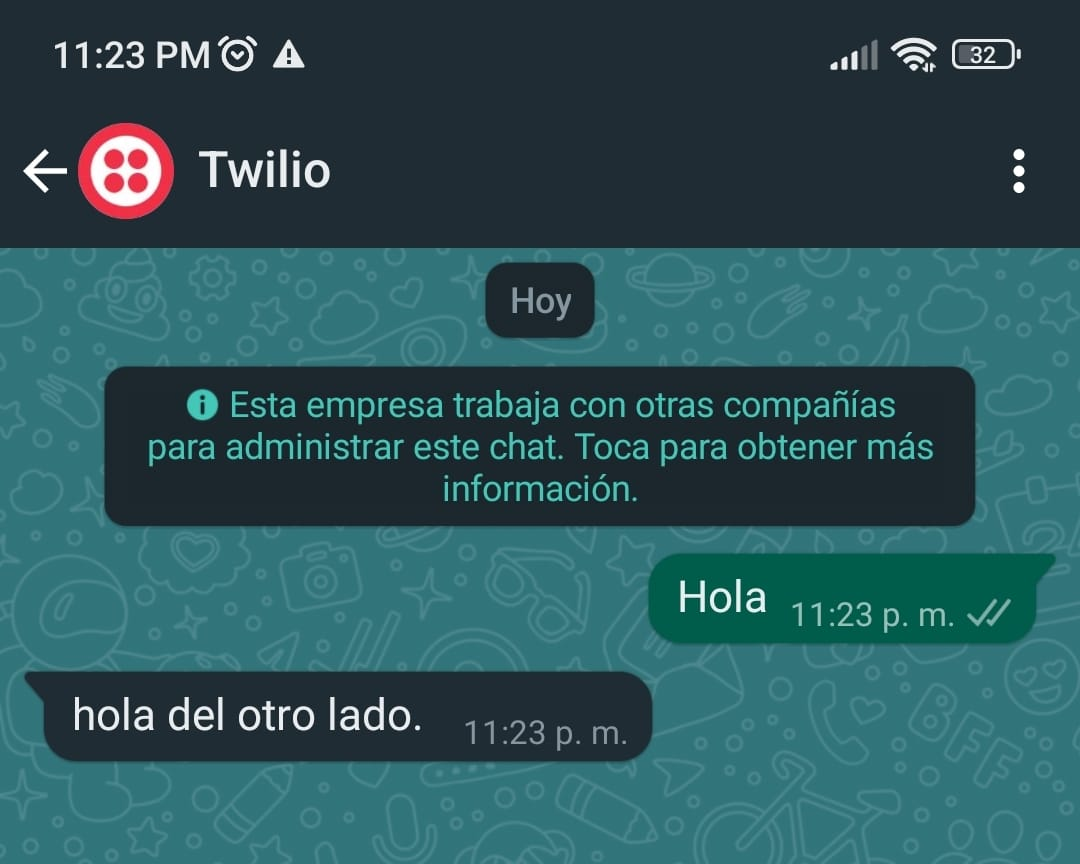 11:23 PM
32
Twilio
Hoy
Esta empresa trabaja con otras compañías
para administrar este chat. Toca para obtener más
información.
Hola 11:23 p. m.
hola del otro lado. 11:23 p. m.
BFF